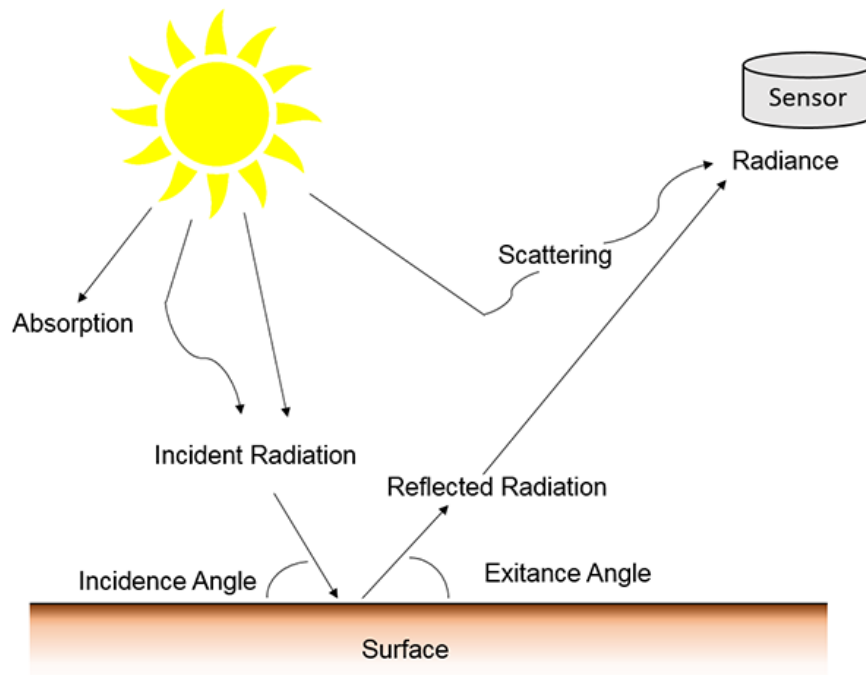 Sensor
Radiance
Scattering
Absorption
Incident Radiation
Reflected Radiation
Incidence Angle
Exitance Angle
Surface